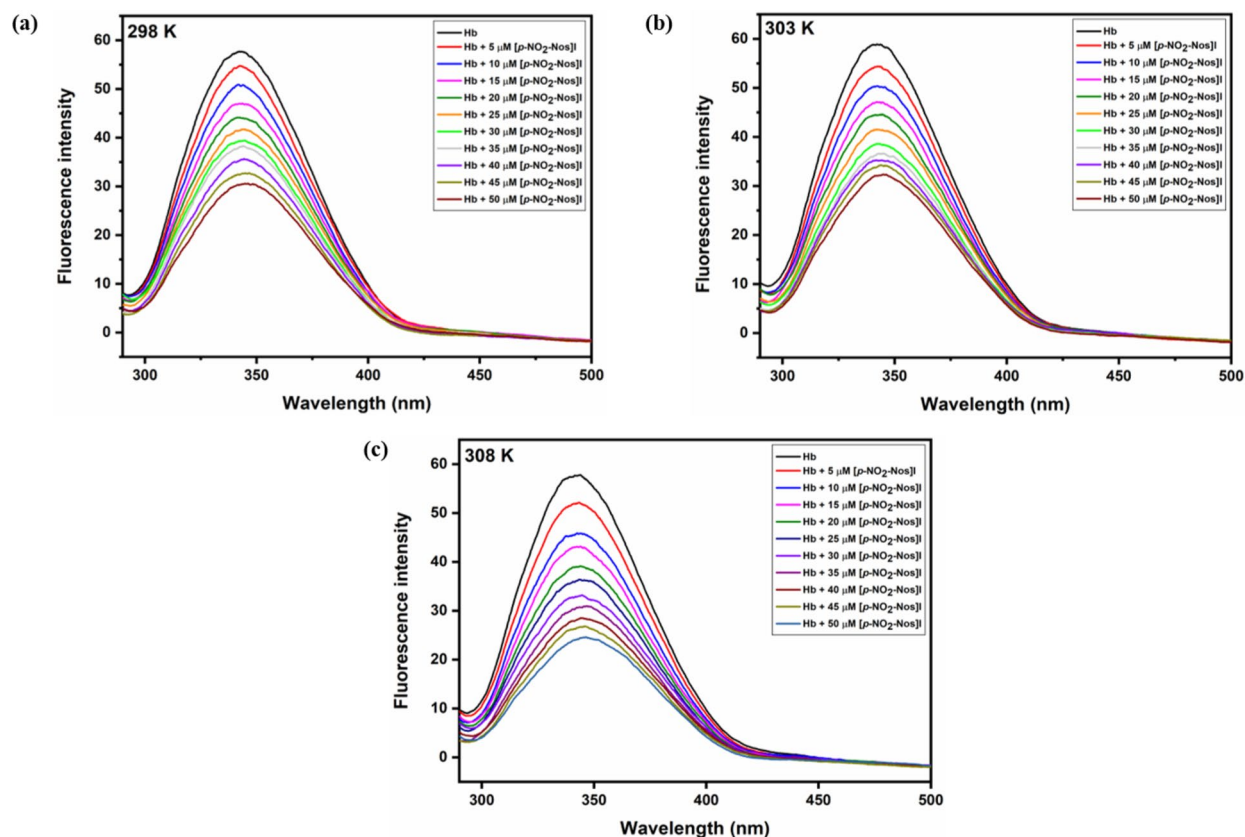 (a)
298 K
60
50
40
30
20
10
0
Fluorescence intensity
300
350
400
450
500
Wavelength (nm)
Hb
Hb + 5 μM [p-NO2-Nos]I
Hb + 10 μM [p-NO2-Nos]I
Hb + 15 μM [p-NO2-Nos]I
Hb + 20 μM [p-NO2-Nos]I
Hb + 25 μM [p-NO2-Nos]I
Hb + 30 μM [p-NO2-Nos]I
Hb + 35 μM [p-NO2-Nos]I
Hb + 40 μM [p-NO2-Nos]I
Hb + 45 μM [p-NO2-Nos]I
Hb + 50 μM [p-NO2-Nos]I
(b)
303 K
60
50
40
30
20
10
0
Fluorescence intensity
300
350
400
450
500
Wavelength (nm)
Hb
Hb + 5 μM [p-NO2-Nos]I
Hb + 10 μM [p-NO2-Nos]I
Hb + 15 μM [p-NO2-Nos]I
Hb + 20 μM [p-NO2-Nos]I
Hb + 25 μM [p-NO2-Nos]I
Hb + 30 μM [p-NO2-Nos]I
Hb + 35 μM [p-NO2-Nos]I
Hb + 40 μM [p-NO2-Nos]I
Hb + 45 μM [p-NO2-Nos]I
Hb + 50 μM [p-NO2-Nos]I
(c)
308 K
60
50
40
30
20
10
0
Fluorescence intensity
300
350
400
450
500
Wavelength (nm)
Hb
Hb + 5 μM [p-NO2-Nos]I
Hb + 10 μM [p-NO2-Nos]I
Hb + 15 μM [p-NO2-Nos]I
Hb + 20 μM [p-NO2-Nos]I
Hb + 25 μM [p-NO2-Nos]I
Hb + 30 μM [p-NO2-Nos]I
Hb + 35 μM [p-NO2-Nos]I
Hb + 40 μM [p-NO2-Nos]I
Hb + 45 μM [p-NO2-Nos]I
Hb + 50 μM [p-NO2-Nos]I